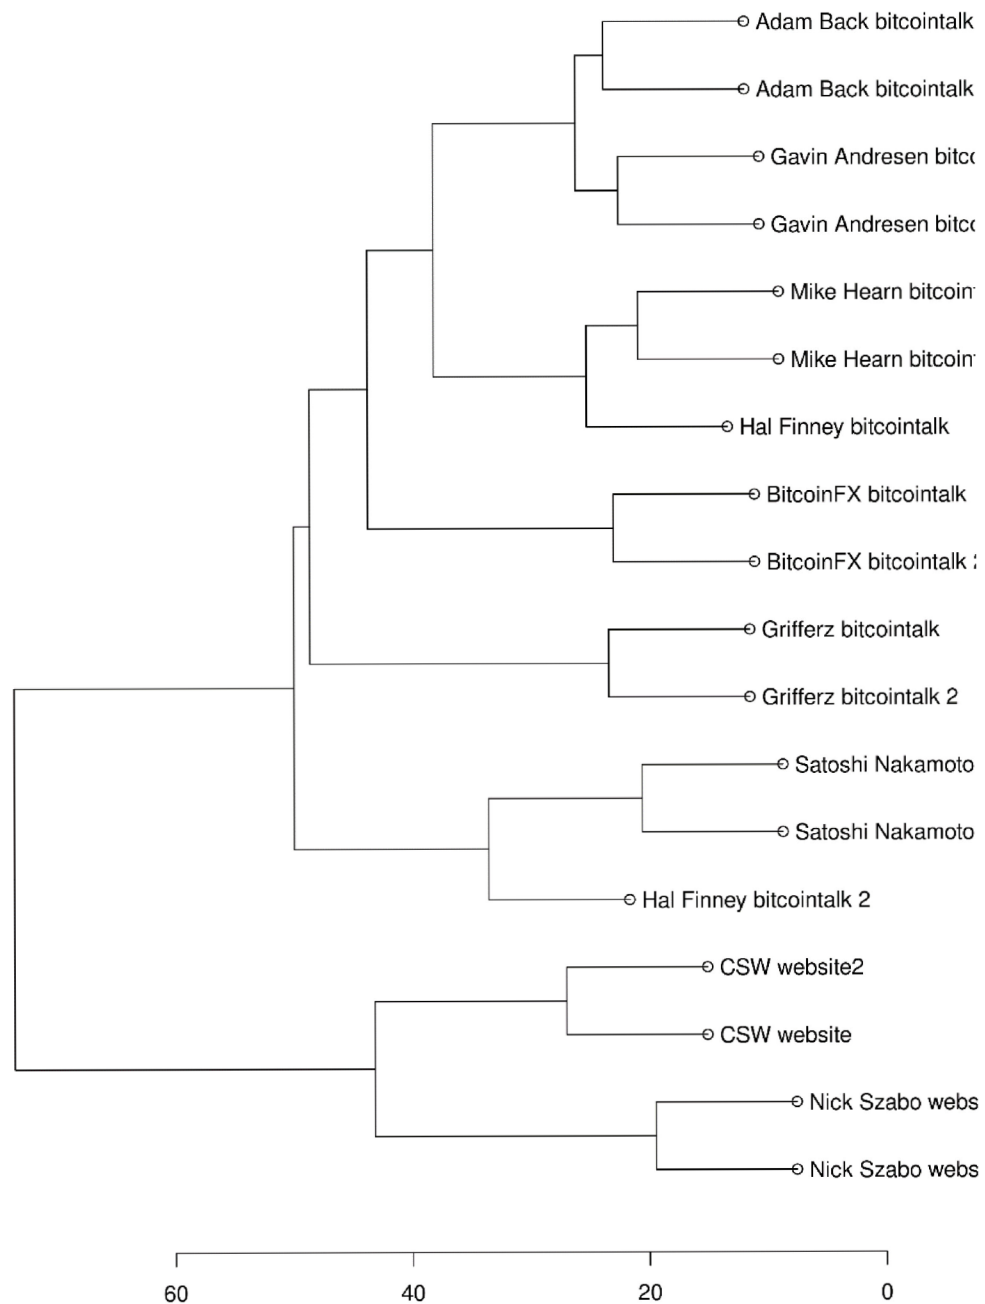 Adam Back bitcointalk
Adam Back bitcointalk
Gavin Andresen bitc
Gavin Andresen bitc
Mike Hearn bitcoin
Mike Hearn bitcoin
Hal Finney bitcointalk
BitcoinFX bitcointalk
BitcoinFX bitcointalk
Grifferz bitcointalk
Grifferz bitcointalk 2
Satoshi Nakamoto
Satoshi Nakamoto
Hal Finney bitcointalk 2
CSW website2
CSW website
Nick Szabo webs
Nick Szabo webs
60 40 20 0